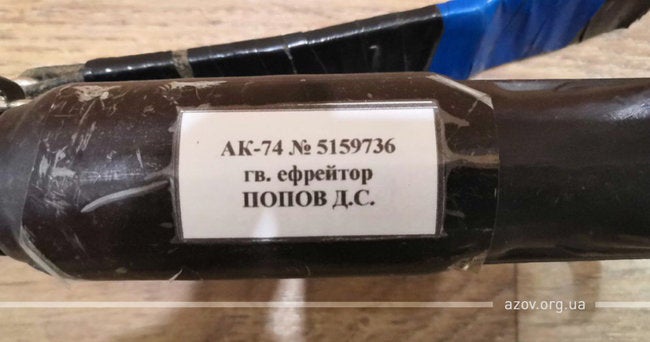 АК-74 № 5159736
гв. ефрейтор
ПОПОВ Д.С.
azov.org.ua